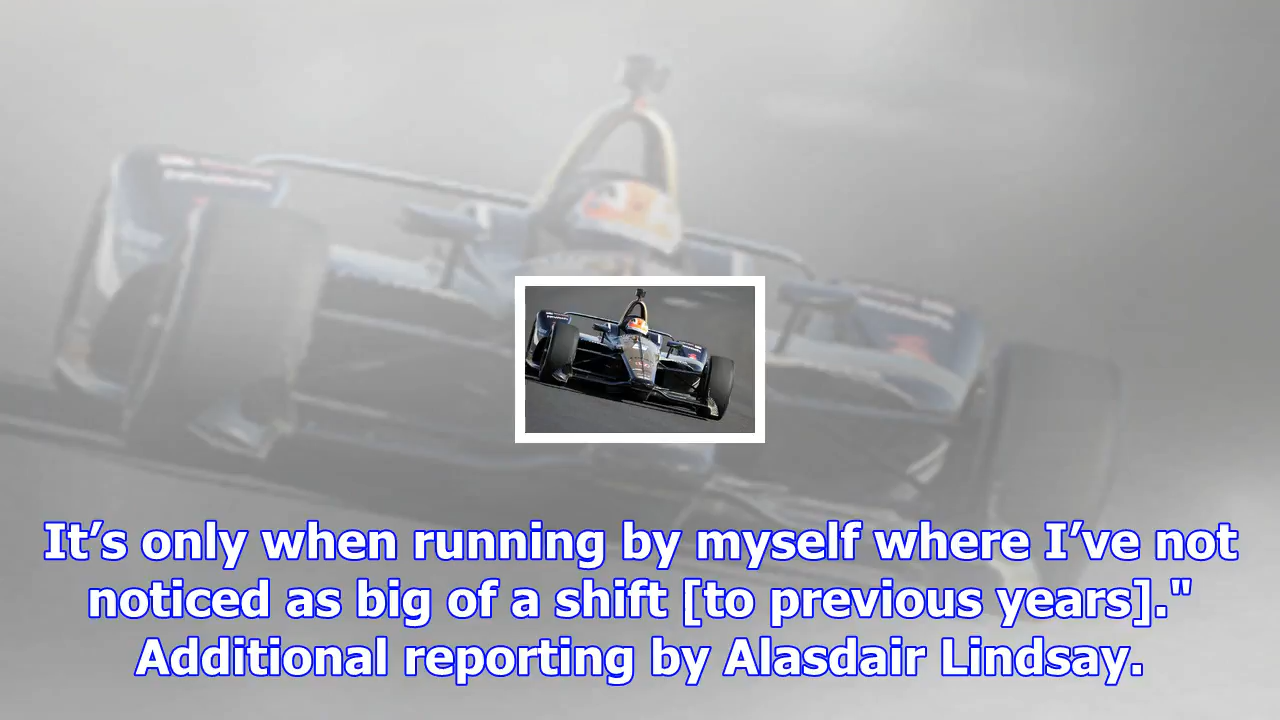 It’s only when running by myself where I’ve not
noticed as big of a shift [to previous years]."
Additional reporting by Alasdair Lindsay.